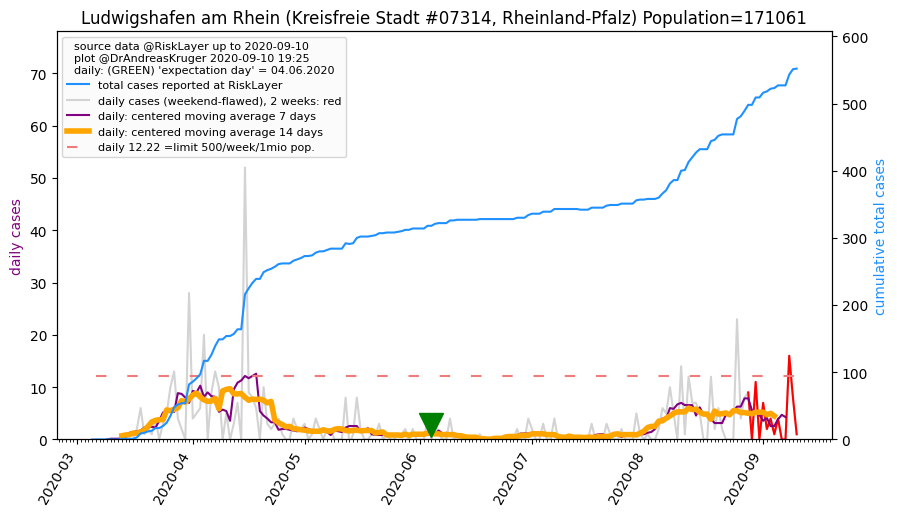 Ludwigshafen am Rhein (Kreisfreie Stadt #07314, Rheinland-Pfalz) Population=171061
source data @RiskLayer up to 2020-09-10
plot @DrAndreasKruger 2020-09-10 19:25
daily: (GREEN) 'expectation day' = 04.06.2020
total cases reported at RiskLayer
daily cases (weekend-flawed), 2 weeks: red
daily: centered moving average 7 days
daily: centered moving average 14 days
daily 12.22 =limit 500/week/1mio pop.
daily cases
70
60
50
40
30
20
10
0
cumulative total cases
600
500
400
300
200
100
0
2020-03
2020-04
2020-05
2020-06
2020-07
2020-08
2020-09